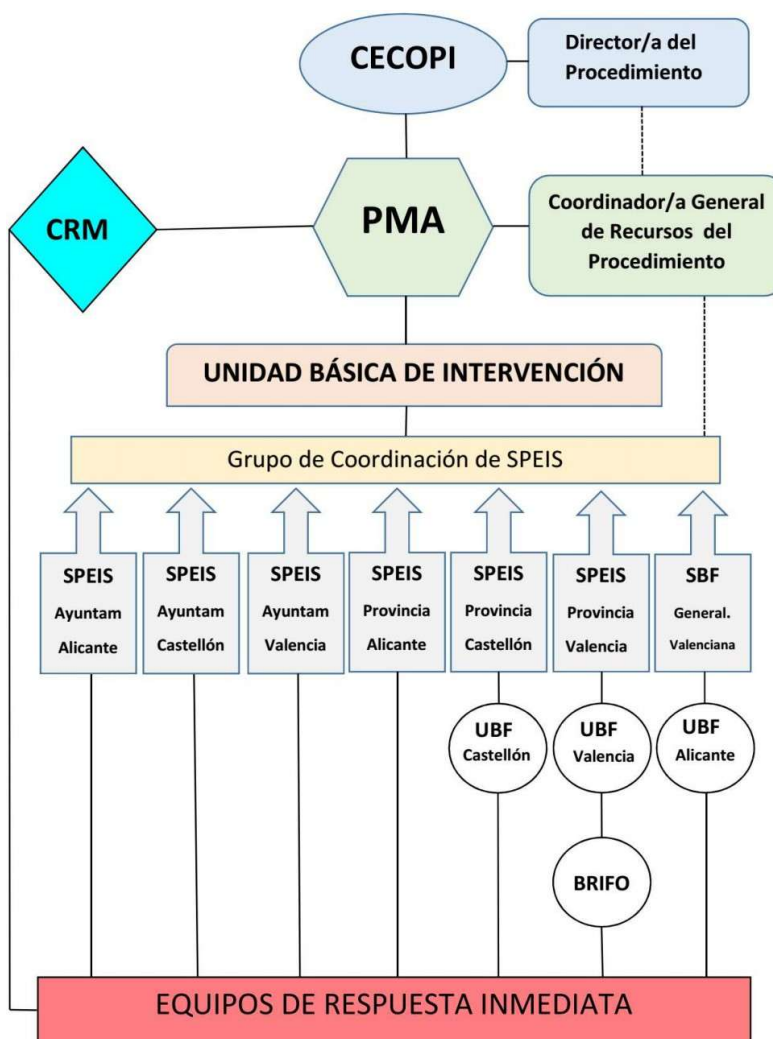 CECOPI
Director/a del
Procedimiento
CRM
PMA
Coordinador/a General
de Recursos del
Procedimiento
UNIDAD BÁSICA DE INTERVENCIÓN
Grupo de Coordinación de SPEIS
SPEIS
Ayuntam
Alicante
SPEIS
Ayuntam
Castellón
SPEIS
Ayuntam
Valencia
SPEIS
Provincia
Alicante
SPEIS
Provincia
Castellón
SPEIS
Provincia
Valencia
SBF
General.
Valenciana
UBF
Castellón
UBF
Valencia
UBF
Alicante
BRIFO
EQUIPOS DE RESPUESTA INMEDIATA